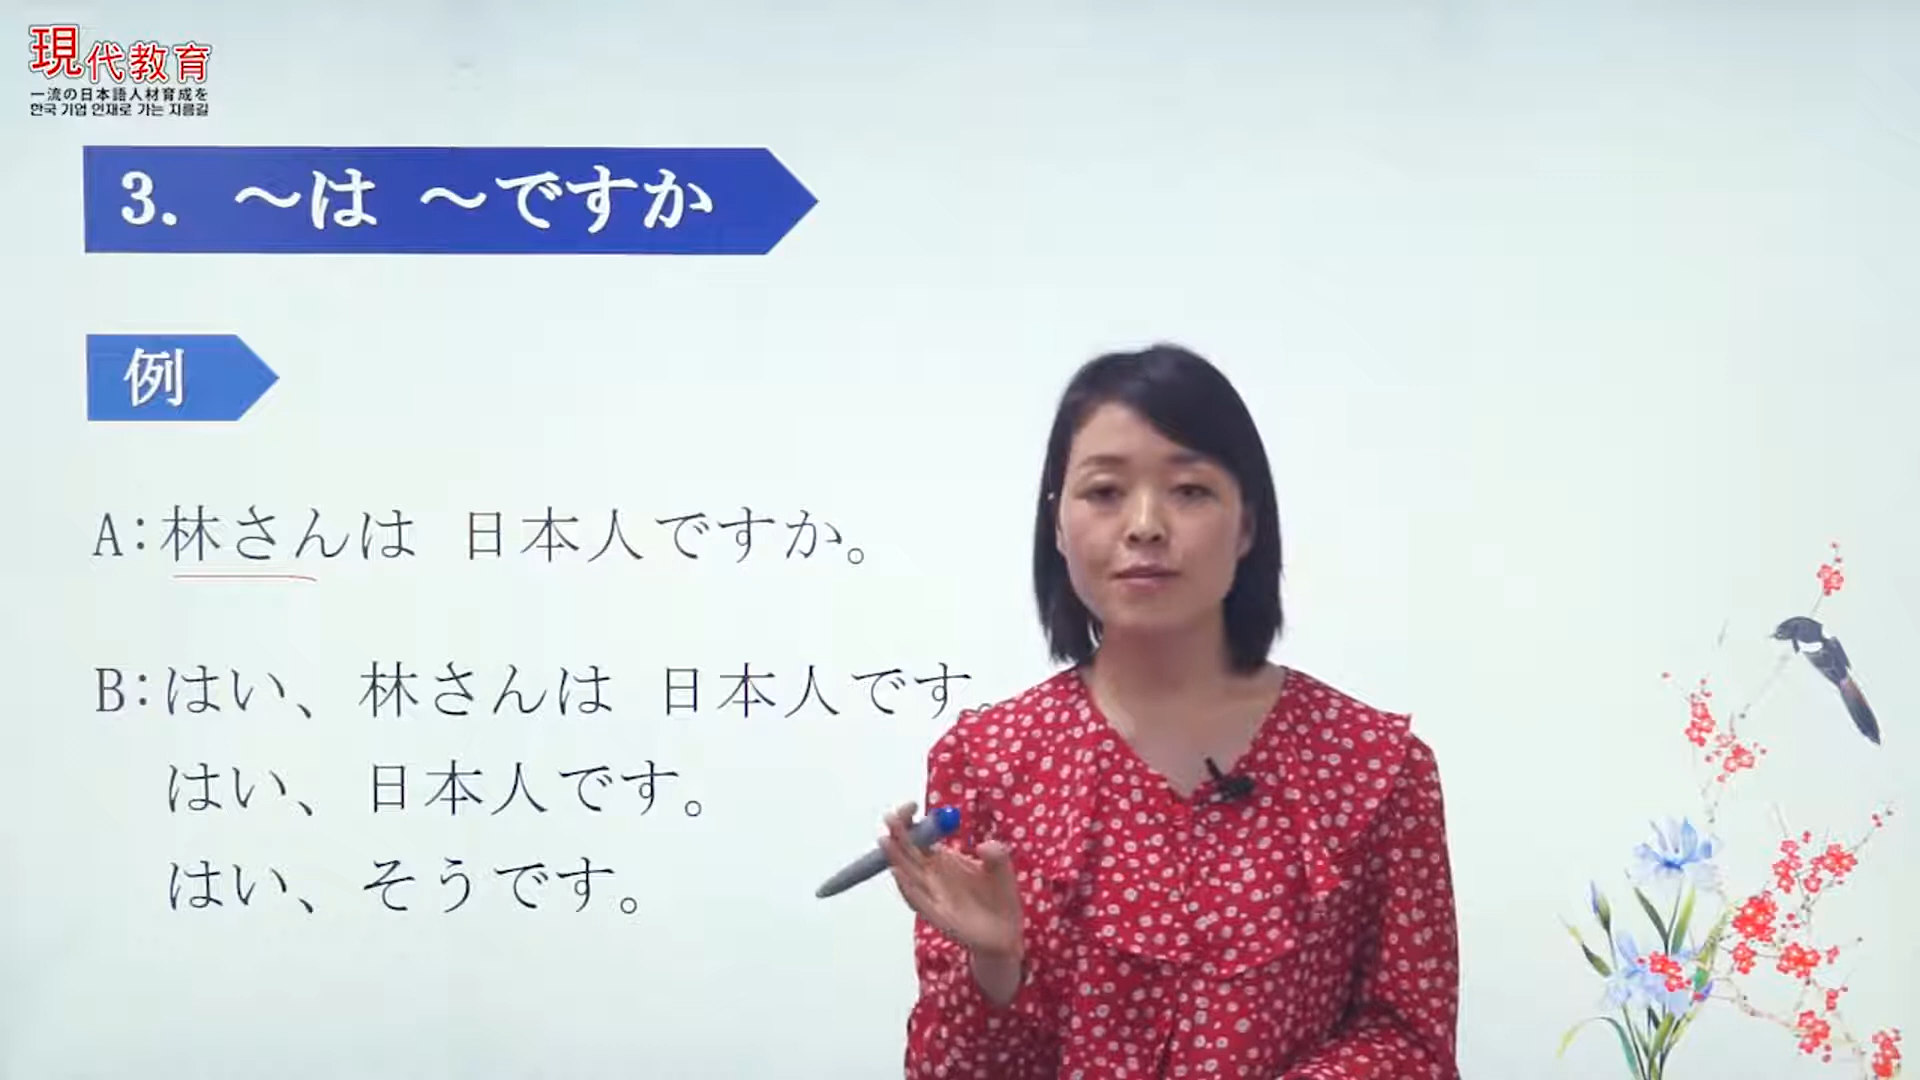 現代教育
一流の日本語人材育成を
한국 기업 인재로 가는 지름길
3. ～は ～ですか
例
A:林さんは 日本人ですか。
B:はい、林さんは 日本人です。
はい、日本人です。
はい、そうです。